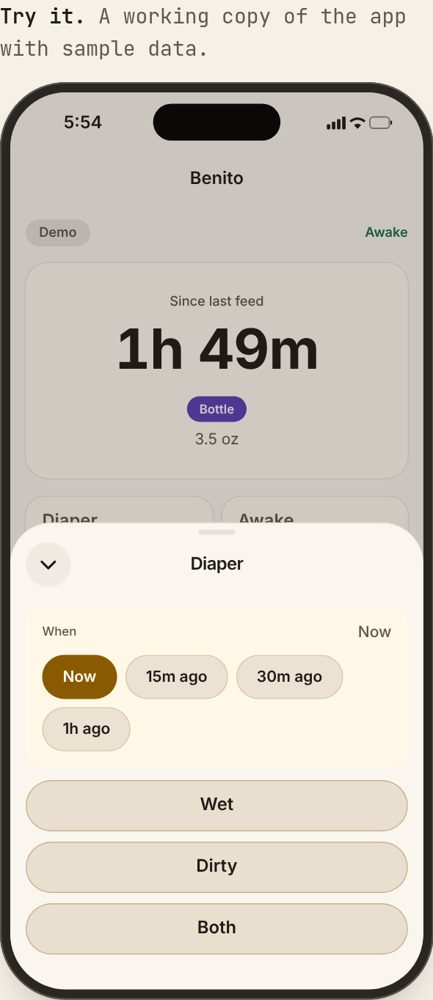 Try it. A working copy of the app
with sample data.
5:54
Benito
Demo
Awake
Since last feed
1h 49m
Bottle
3.5 oz
Diaper
Awake
Diaper
When
Now
Now
15m ago
30m ago
1h ago
Wet
Dirty
Both